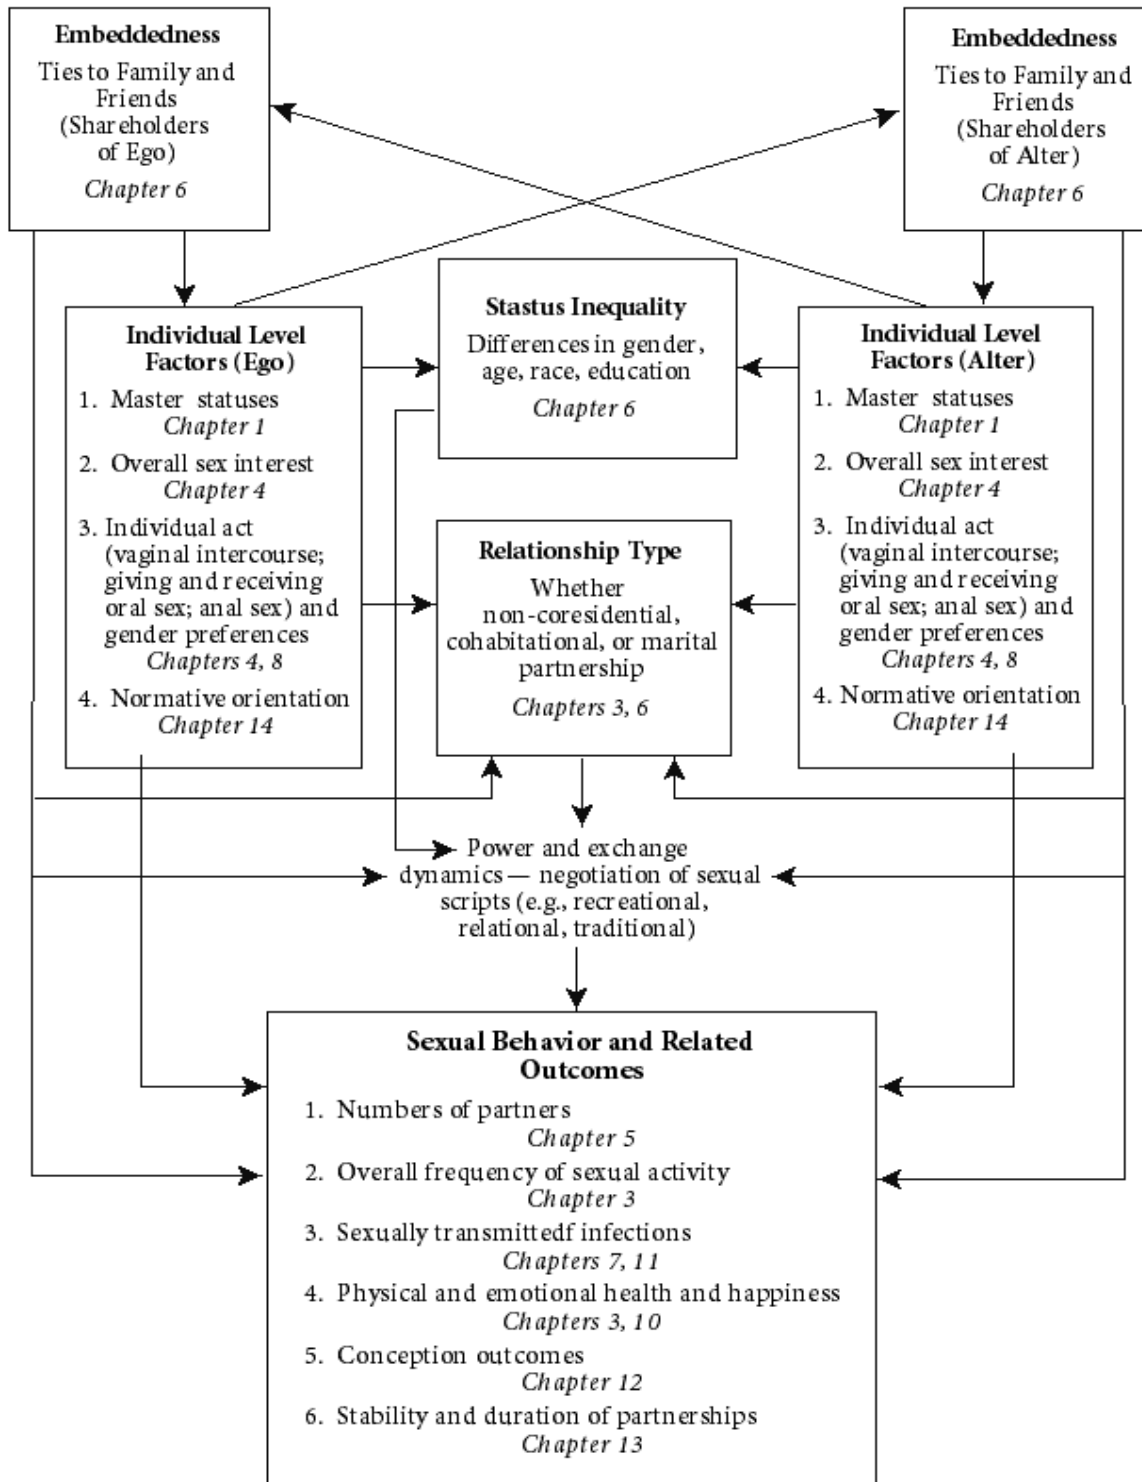 Embeddedness
Ties to Family and
Friends
(Shareholders
of Ego)
Chapter 6
Embeddedness
Ties to Family and
Friends
(Shareholders
of Alter)
Chapter 6
Stastus Inequality
Differences in gender,
age, race, education
Chapter 6
Individual Level
Factors (Ego)
1. Master statuses
Chapter 1
2. Overall sex interest
Chapter 4
3. Individual act
(vaginal intercourse;
giving and receiving
oral sex; anal sex) and
gender preferences
Chapters 4, 8
4. Normative orientation
Chapter 14
Relationship Type
Whether
non-coresidential,
cohabitational, or marital
partnership
Chapters 3, 6
Individual Level
Factors (Alter)
1. Master statuses
Chapter 1
2. Overall sex interest
Chapter 4
3. Individual act
(vaginal intercourse;
giving and receiving
oral sex; anal sex) and
gender preferences
Chapters 4, 8
4. Normative orientation
Chapter 14
Power and exchange
dynamics — negotiation of sexual
scripts (e.g., recreational,
relational, traditional)
Sexual Behavior and Related
Outcomes
1. Numbers of partners
Chapter 5
2. Overall frequency of sexual activity
Chapter 3
3. Sexually transmittedf infections
Chapters 7, 11
4. Physical and emotional health and happiness
Chapters 3, 10
5. Conception outcomes
Chapter 12
6. Stability and duration of partnerships
Chapter 13